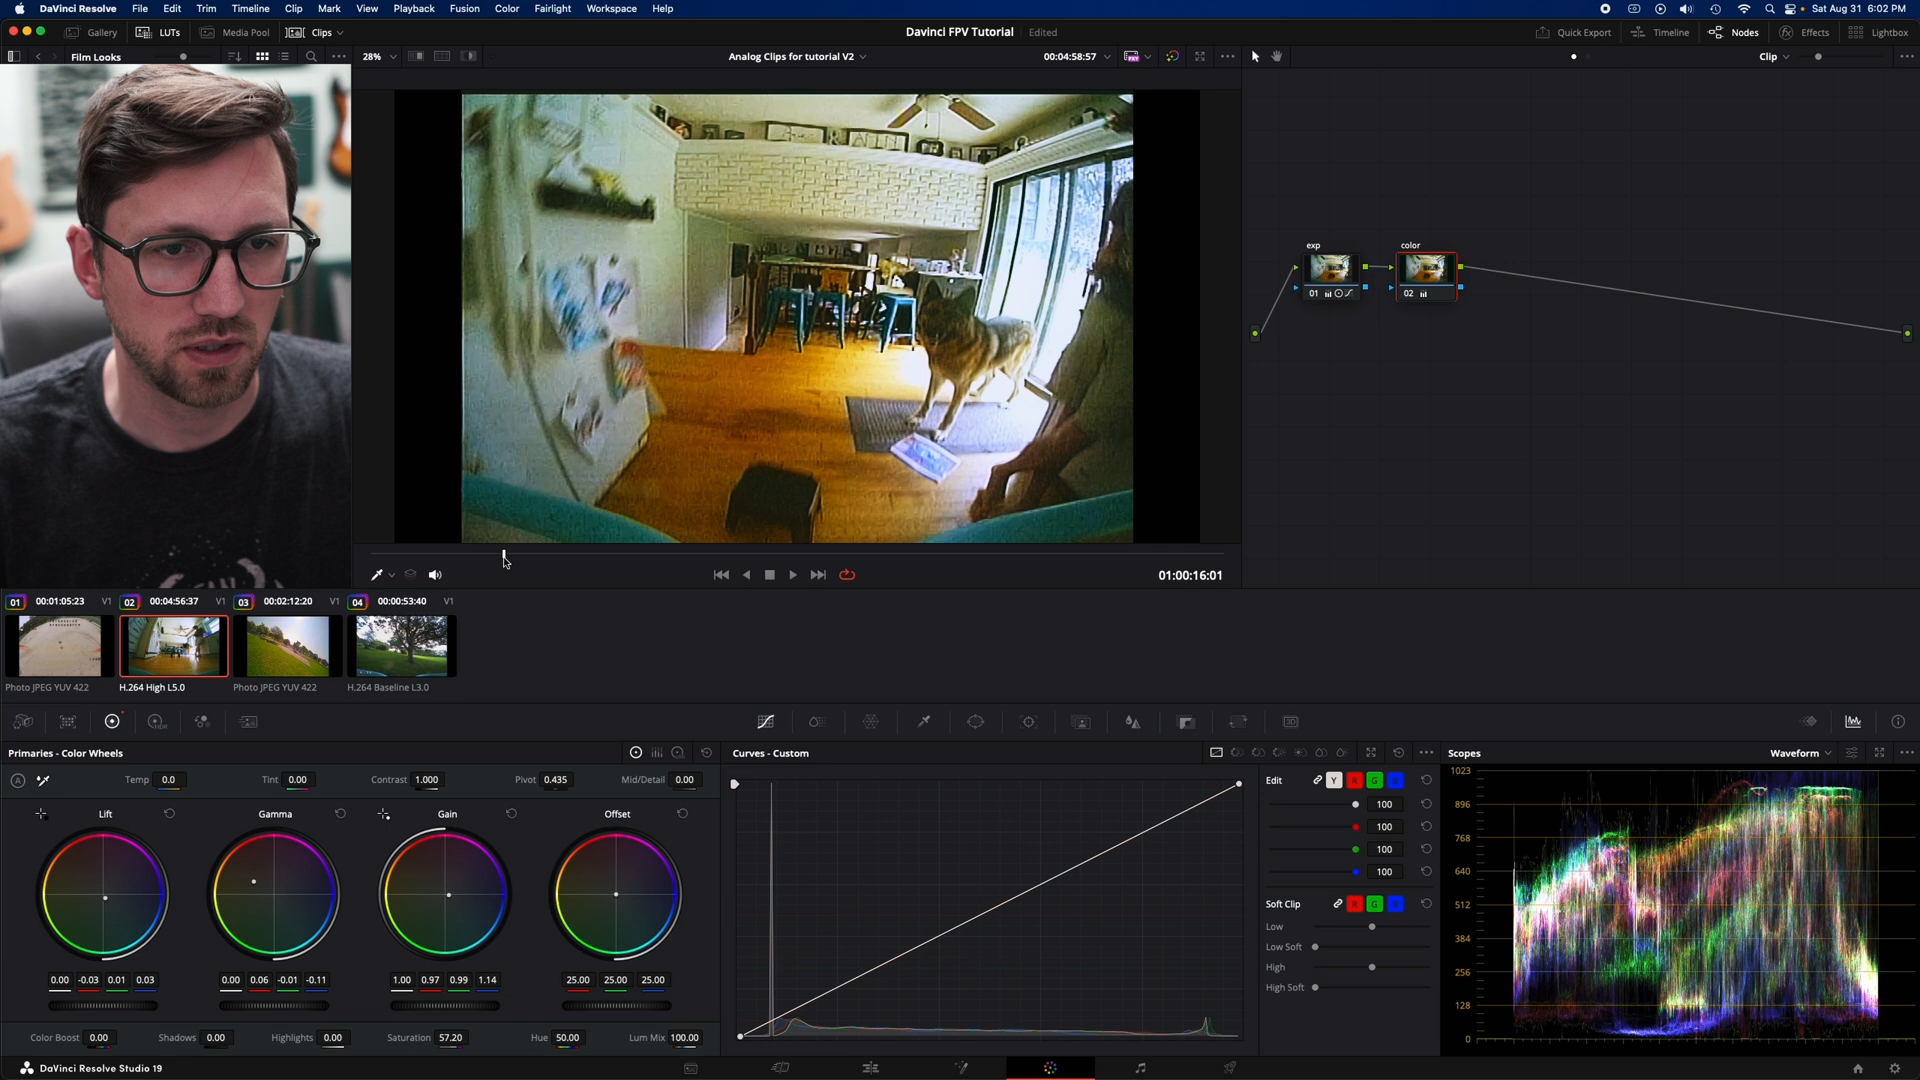 DaVinci Resolve File Edit Trim Timeline Clip Mark View Playback Fusion Color Fairlight Workspace Help Sat Aug 31 6:02 PM
Gallery LUTs Media Pool Clips DaVinci FPV Tutorial Edited Quick Export Timeline Nodes Effects Lightbox
Film Looks 28% Analog Clips for tutorial V2 00:04:58:57 Clip
exp color
01 02
01:00:16:01
01 00:01:05:23 V1 02 00:04:56:37 V1 03 00:02:12:20 V1 04 00:00:53:40 V1
Photo JPEG YUV 422 H.264 High L5.0 Photo JPEG YUV 422 H.264 Baseline L3.0
HDR 3D
Primaries - Color Wheels Curves - Custom Scopes Waveform
A Temp 0.0 Tint 0.00 Contrast 1.000 Pivot 0.435 Mid/Detail 0.00 Edit Y R G B
Lift Gamma Gain Offset
100
100
100
100
Soft Clip R G B
Low
Low Soft
High
High Soft
0.00 -0.03 0.01 0.03 0.00 0.06 -0.01 -0.11 1.00 0.97 0.99 1.14 25.00 25.00 25.00
Color Boost 0.00 Shadows 0.00 Highlights 0.00 Saturation 57.20 Hue 50.00 Lum Mix 100.00
1023
896
768
640
512
384
256
128
0
DaVinci Resolve Studio 19